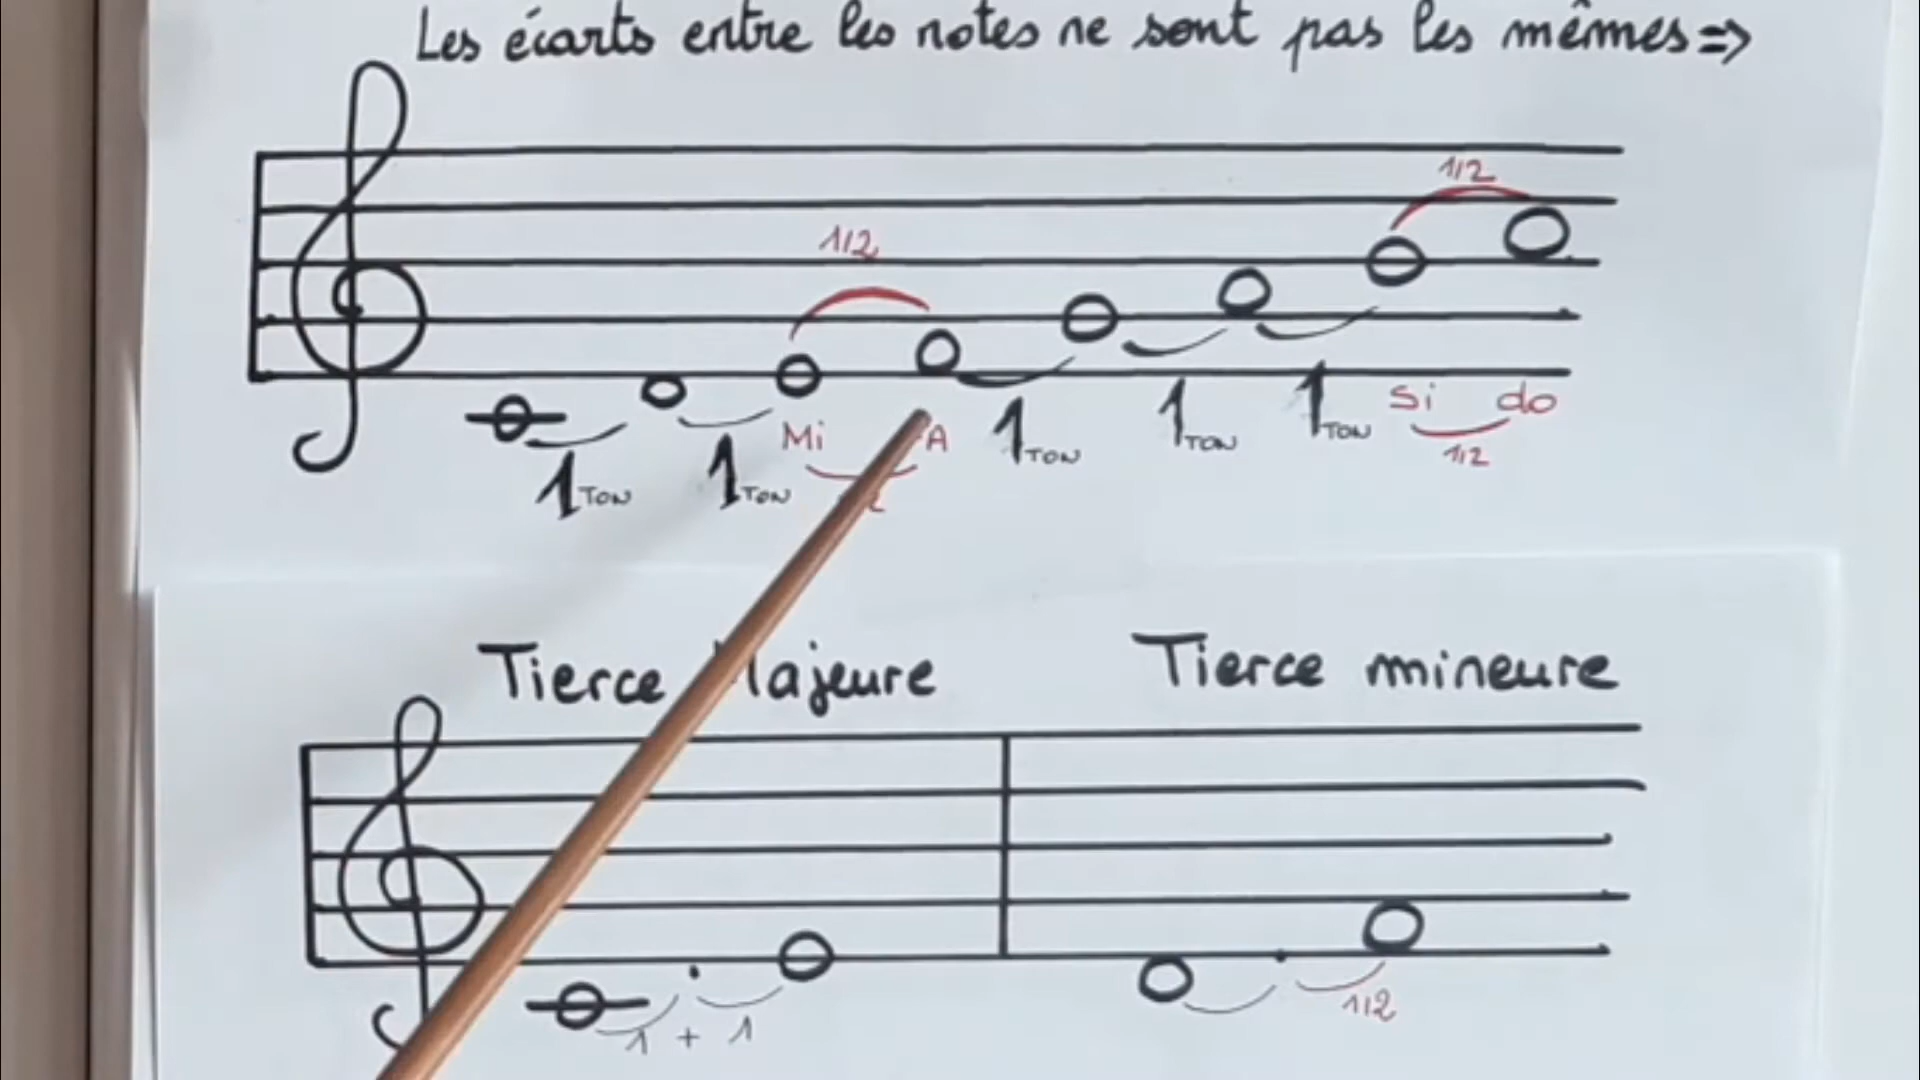 Les écarts entre les notes ne sont pas les mêmes =>
1/2
1/2
Mi A Si do
1 TON 1 TON 1 TON 1 TON 1 TON 1/2
Tierce Tierce mineure
1 + 1 1/2